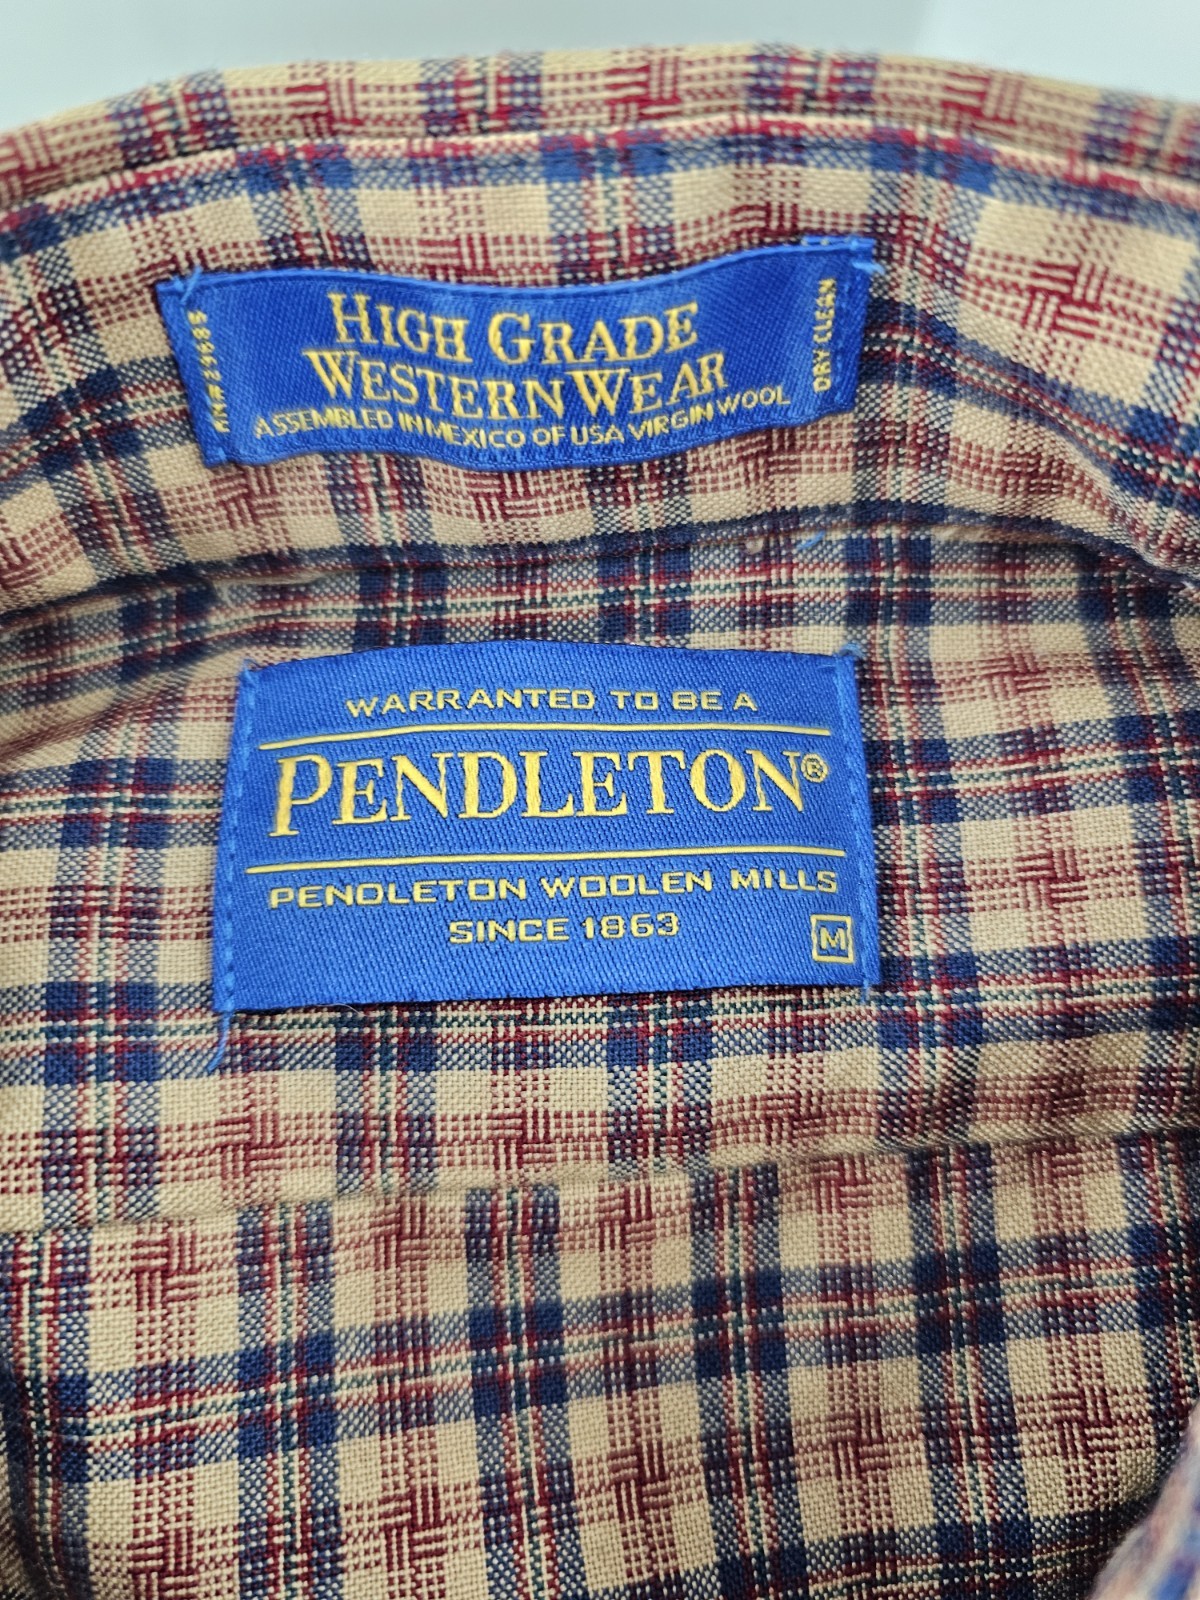 HIGH GRADE
WESTERN WEAR
ASSEMBLED IN MEXICO OF USA VIRGIN WOOL
DRY CLEAN
WARRANTED TO BE A
PENDLETON®
PENDLETON WOOLEN MILLS
SINCE 1863
M